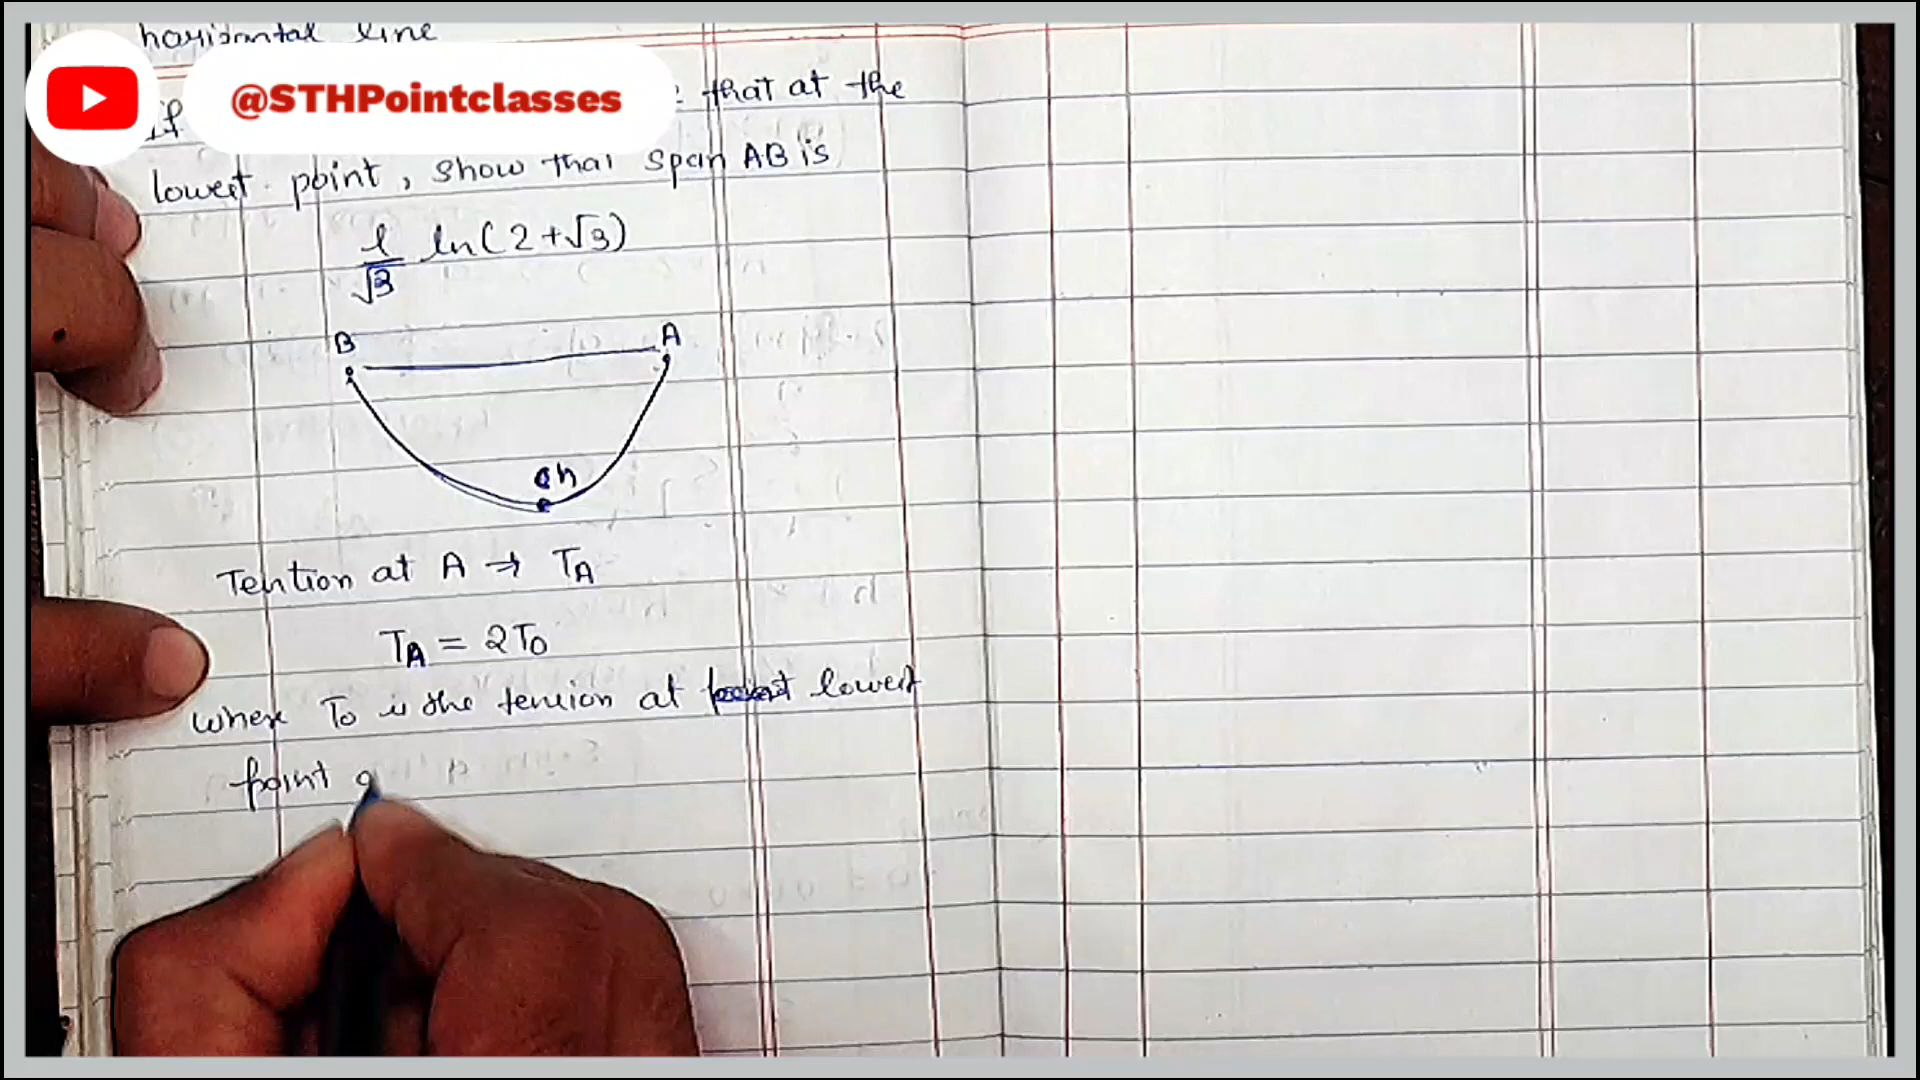 horizontal line
@STHPointclasses
If that at the
lowest point, show that span AB is
l/√3 ln(2+√3)
B A
Tention at A → TA
TA = 2T0
where T0 is the tension at lowest
point